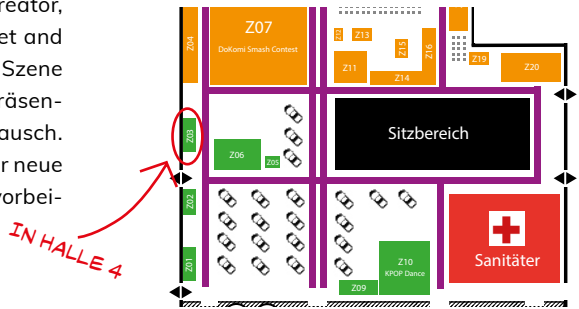 reator,
et and
Szene
räsen-
ausch.
r neue
vorbei-
IN HALLE 4
Z04
Z07
DoKomi Smash Contest
Z12
Z13
Z11
Z15
Z16
Z14
Z19
Z20
Z03
Z06
Z05
Sitzbereich
Z02
Z01
Z09
Z10
KPOP Dance
Sanitäter